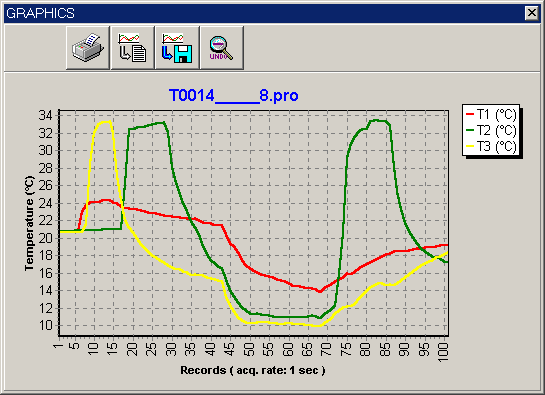 GRAPHICS
UNDO
T0014_____8.pro
T1 (°C)
T2 (°C)
T3 (°C)
Temperature (°C)
34
32
30
28
26
24
22
20
18
16
14
12
10
1 5 10 15 20 25 30 35 40 45 50 55 60 65 70 75 80 85 90 95 100
Records ( acq. rate: 1 sec )